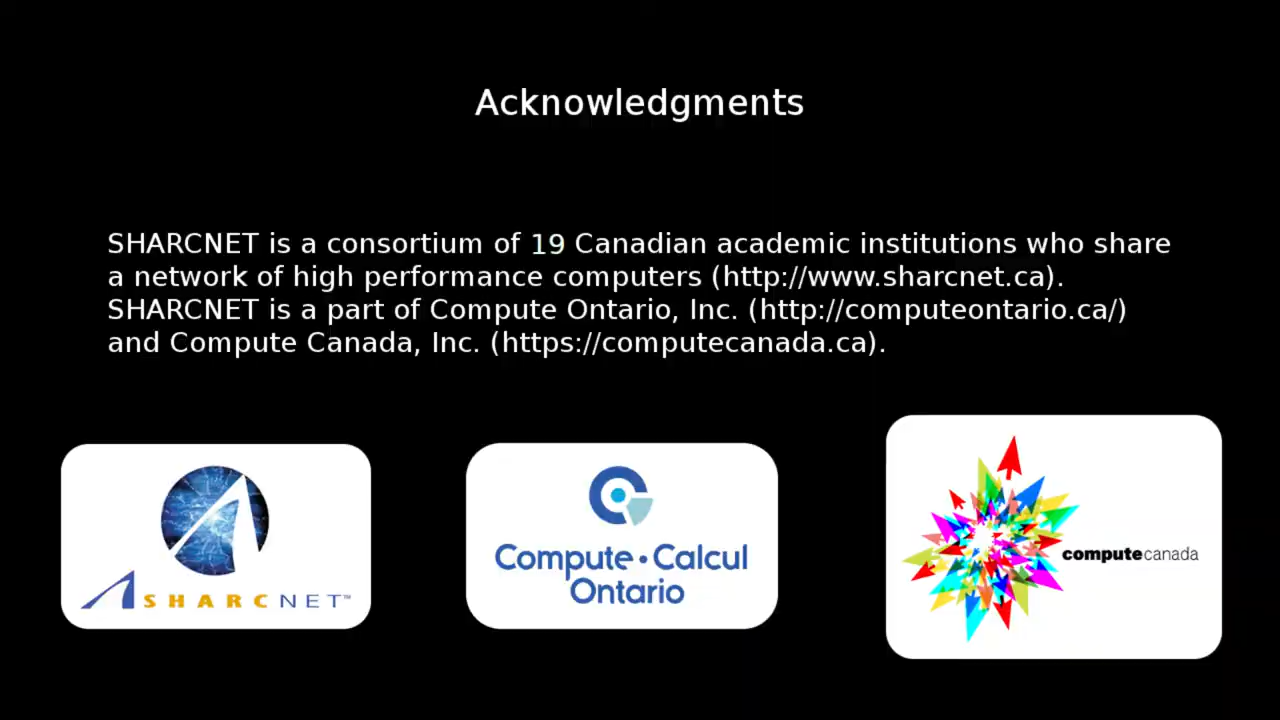 Acknowledgments
SHARCNET is a consortium of 19 Canadian academic institutions who share
a network of high performance computers (http://www.sharcnet.ca).
SHARCNET is a part of Compute Ontario, Inc. (http://computeontario.ca/)
and Compute Canada, Inc. (https://computecanada.ca).
SHARCNET™
Compute • Calcul
Ontario
computecanada